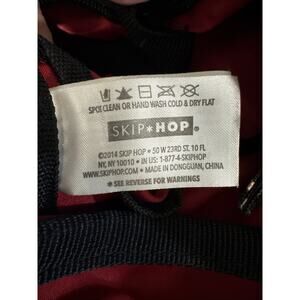 SPOT CLEAN OR HAND WASH COLD & DRY FLAT
SKIP*HOP®
©2014 SKIP HOP • 50 W 23RD ST. 10 FL
NY, NY 10010 • IN US: 1-877-4-SKIPHOP
WWW.SKIPHOP.COM • MADE IN DONGGUAN, CHINA
*SEE REVERSE FOR WARNINGS